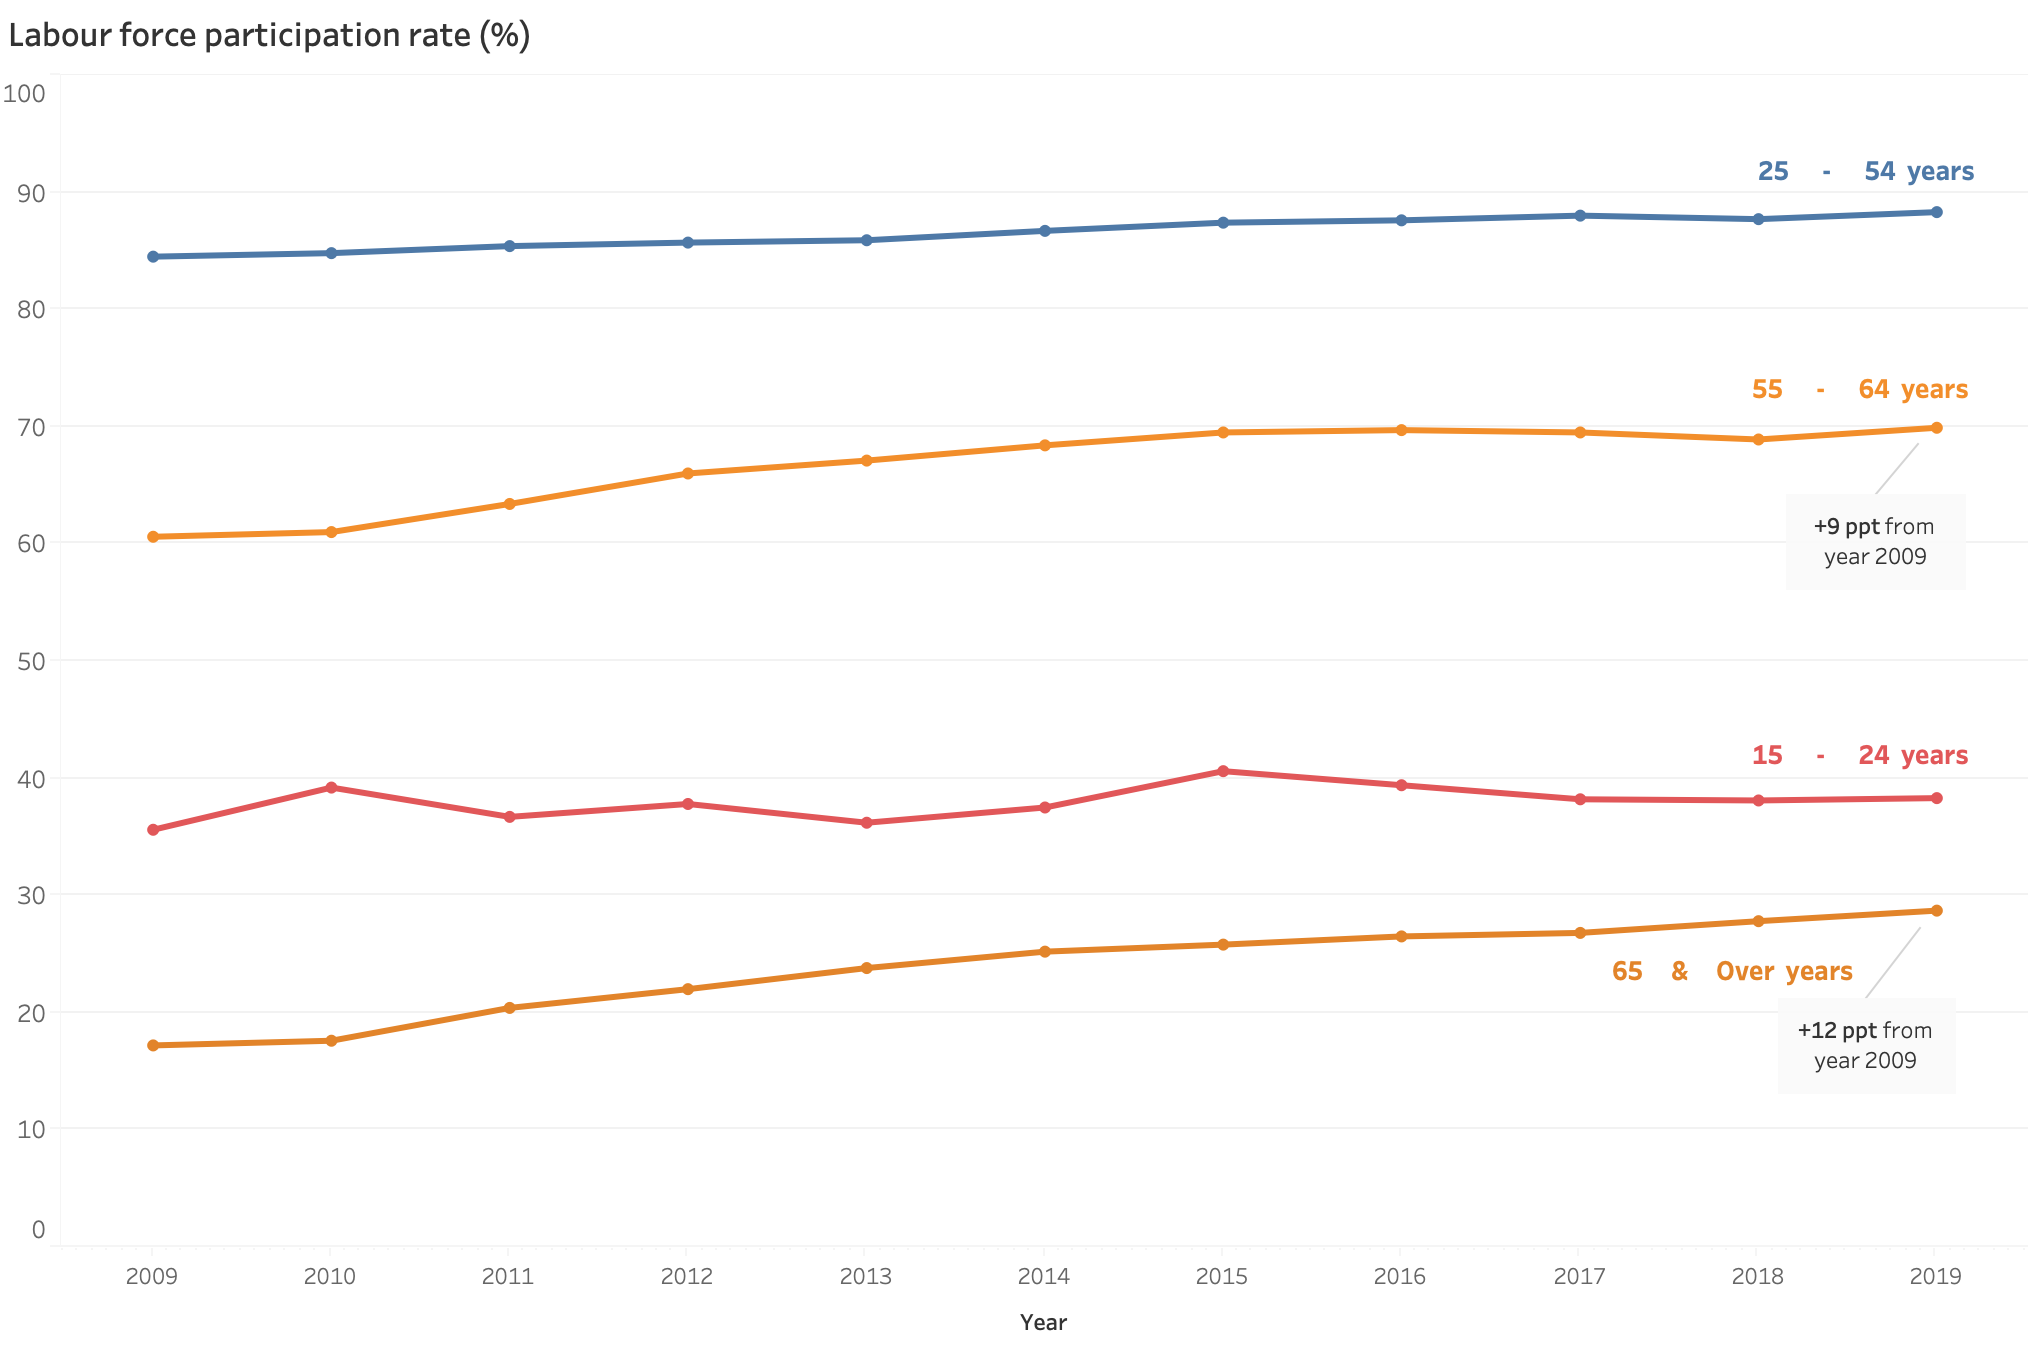 Labour force participation rate (%)
100
90
80
70
60
50
40
30
20
10
0
25 - 54 years
55 - 64 years
+9 ppt from
year 2009
15 - 24 years
65 & Over years
+12 ppt from
year 2009
2009 2010 2011 2012 2013 2014 2015 2016 2017 2018 2019
Year